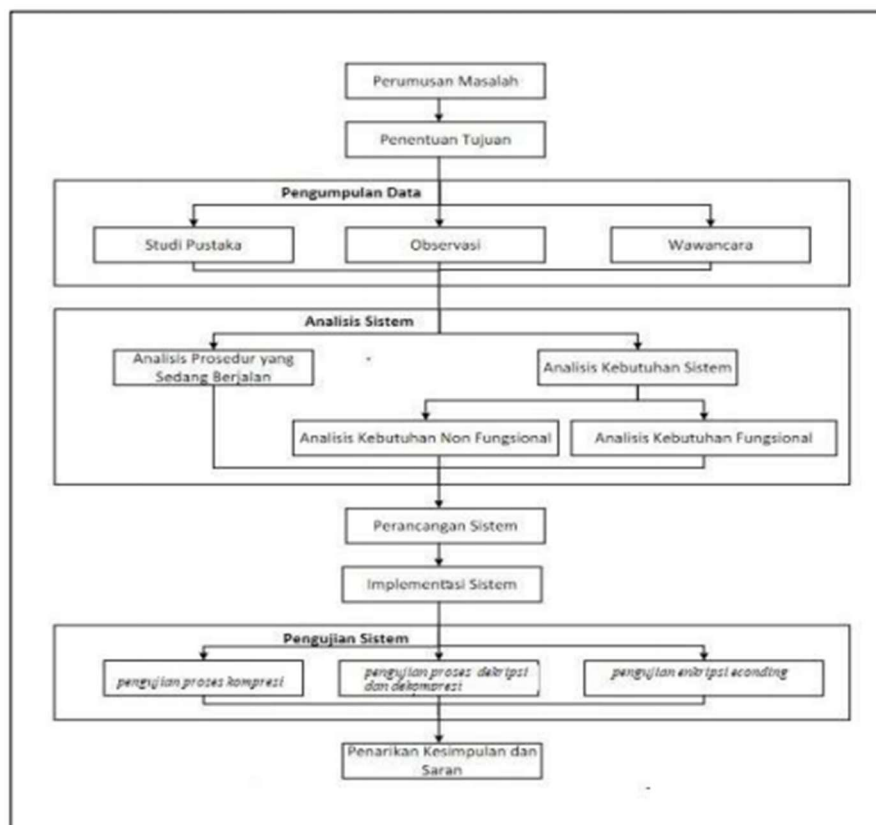 Perumusan Masalah
Penentuan Tujuan
Pengumpulan Data
Studi Pustaka
Observasi
Wawancara
Analisis Sistem
Analisis Prosedur yang
Sedang Berjalan
Analisis Kebutuhan Sistem
Analisis Kebutuhan Non Fungsional
Analisis Kebutuhan Fungsional
Perancangan Sistem
Implementasi Sistem
Pengujian Sistem
pengujian proses kompresi
pengujian proses dekripsi
dan dekompresi
pengujian enkripsi econding
Penarikan Kesimpulan dan
Saran